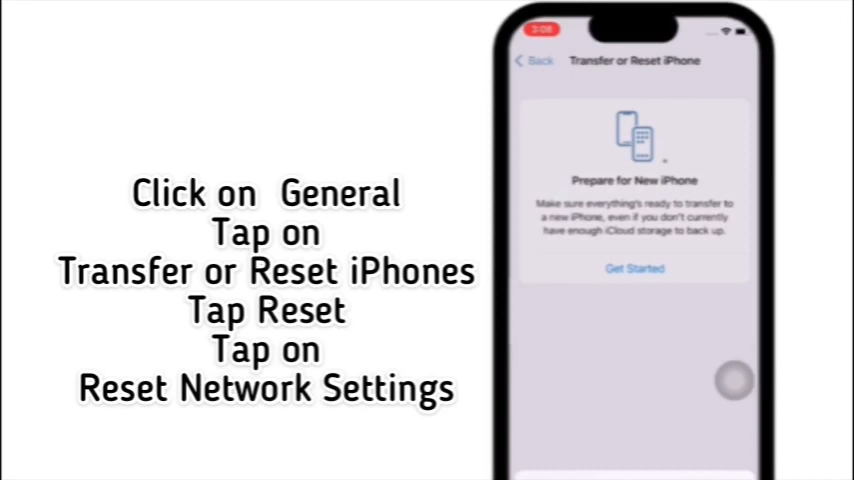 Click on General
Tap on
Transfer or Reset iPhones
Tap Reset
Tap on
Reset Network Settings
3:08
Back Transfer or Reset iPhone
Prepare for New iPhone
Make sure everything's ready to transfer to
a new iPhone, even if you don't currently
have enough iCloud storage to back up.
Get Started